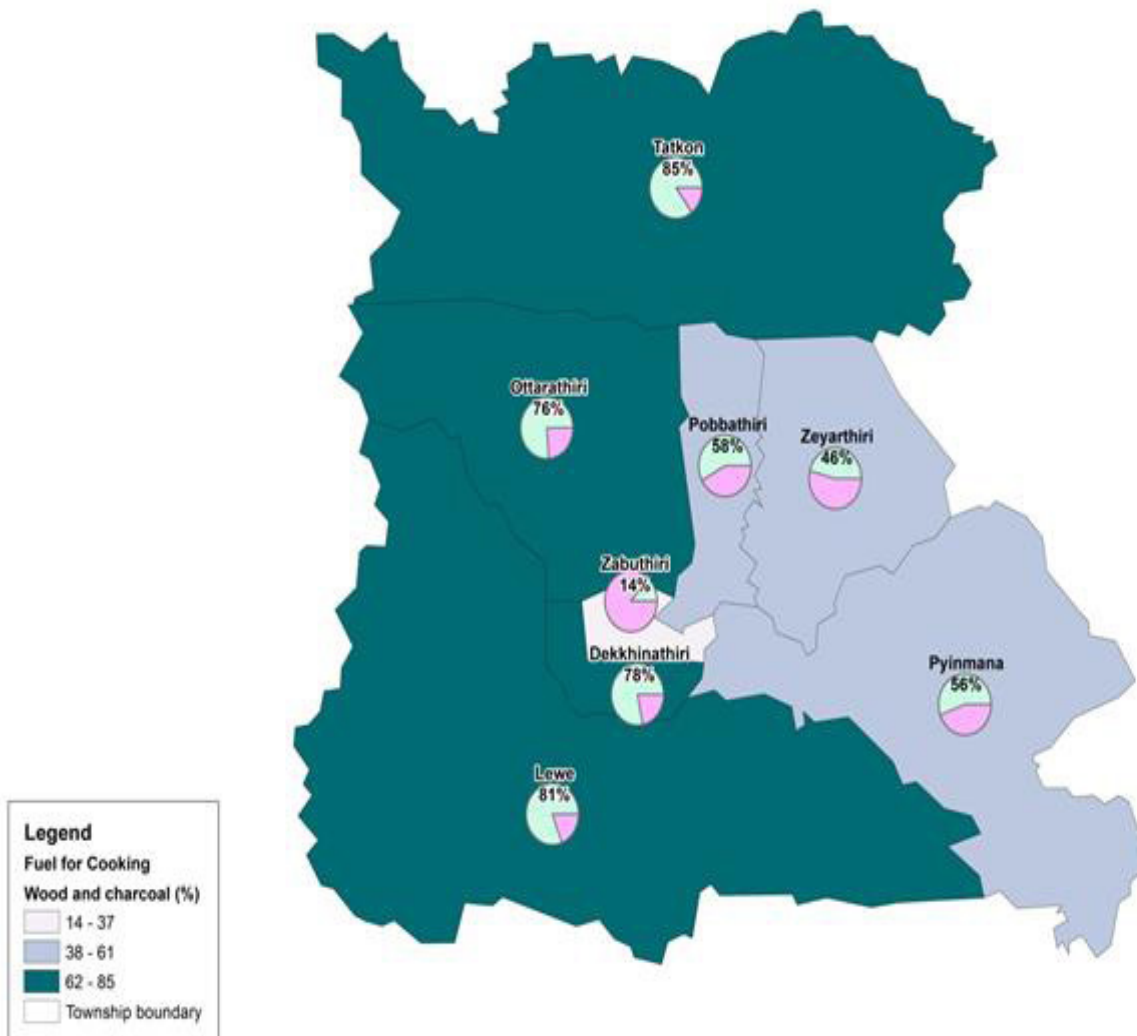 Tatkon
85%
Ottarathiri
76%
Pobbathiri
58%
Zeyarthiri
46%
Zabuthiri
14%
Dekkhinathiri
78%
Pyinmana
56%
Lewe
81%
Legend
Fuel for Cooking
Wood and charcoal (%)
14 - 37
38 - 61
62 - 85
Township boundary